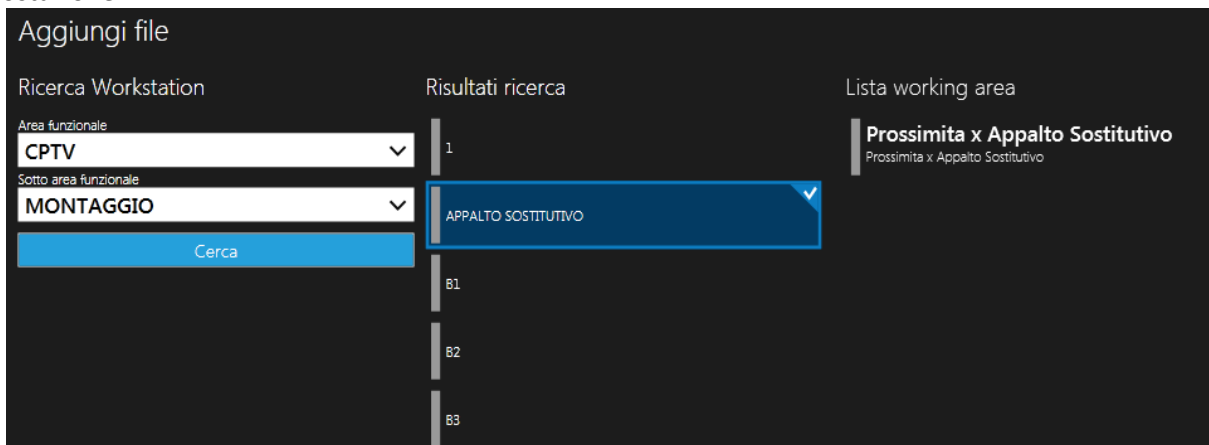 Aggiungi file
Ricerca Workstation
Area funzionale
CPTV
Sotto area funzionale
MONTAGGIO
Cerca
Risultati ricerca
1
APPALTO SOSTITUTIVO
B1
B2
B3
Lista working area
Prossimita x Appalto Sostitutivo
Prossimita x Appalto Sostitutivo